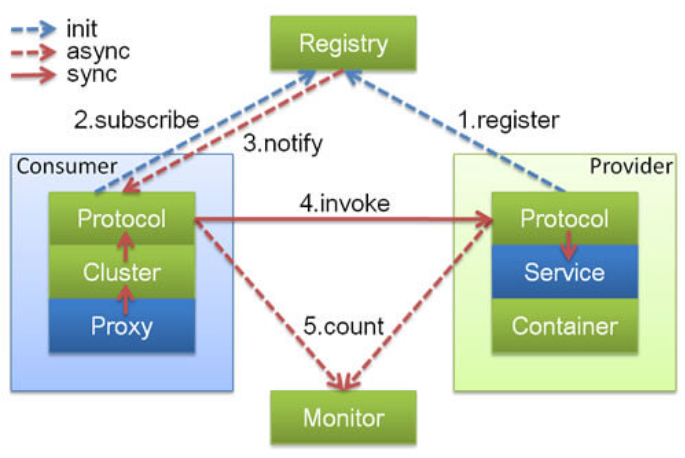 init
async
sync
Registry
2.subscribe
3.notify
1.register
Consumer
Provider
Protocol
4.invoke
Protocol
Cluster
Service
Proxy
5.count
Container
Monitor